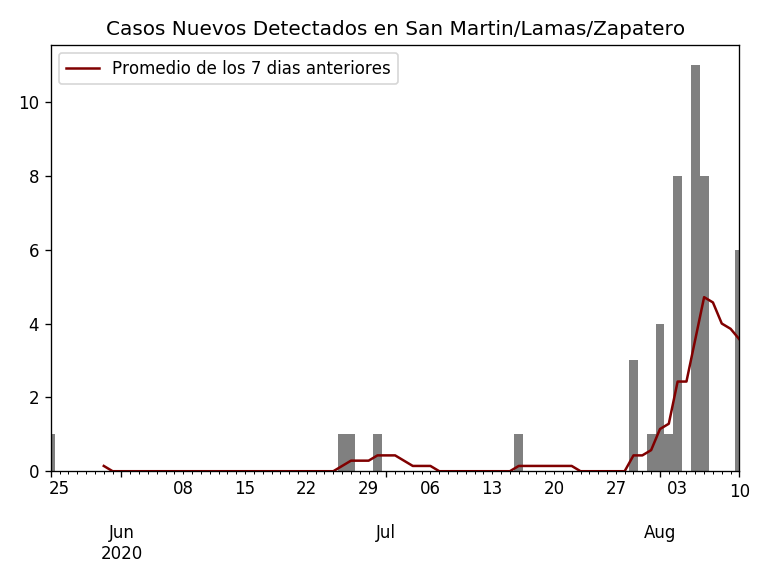 Casos Nuevos Detectados en San Martin/Lamas/Zapatero
Promedio de los 7 dias anteriores
10
8
6
4
2
0
25 08 15 22 29 06 13 20 27 03 10
Jun Jul Aug
2020